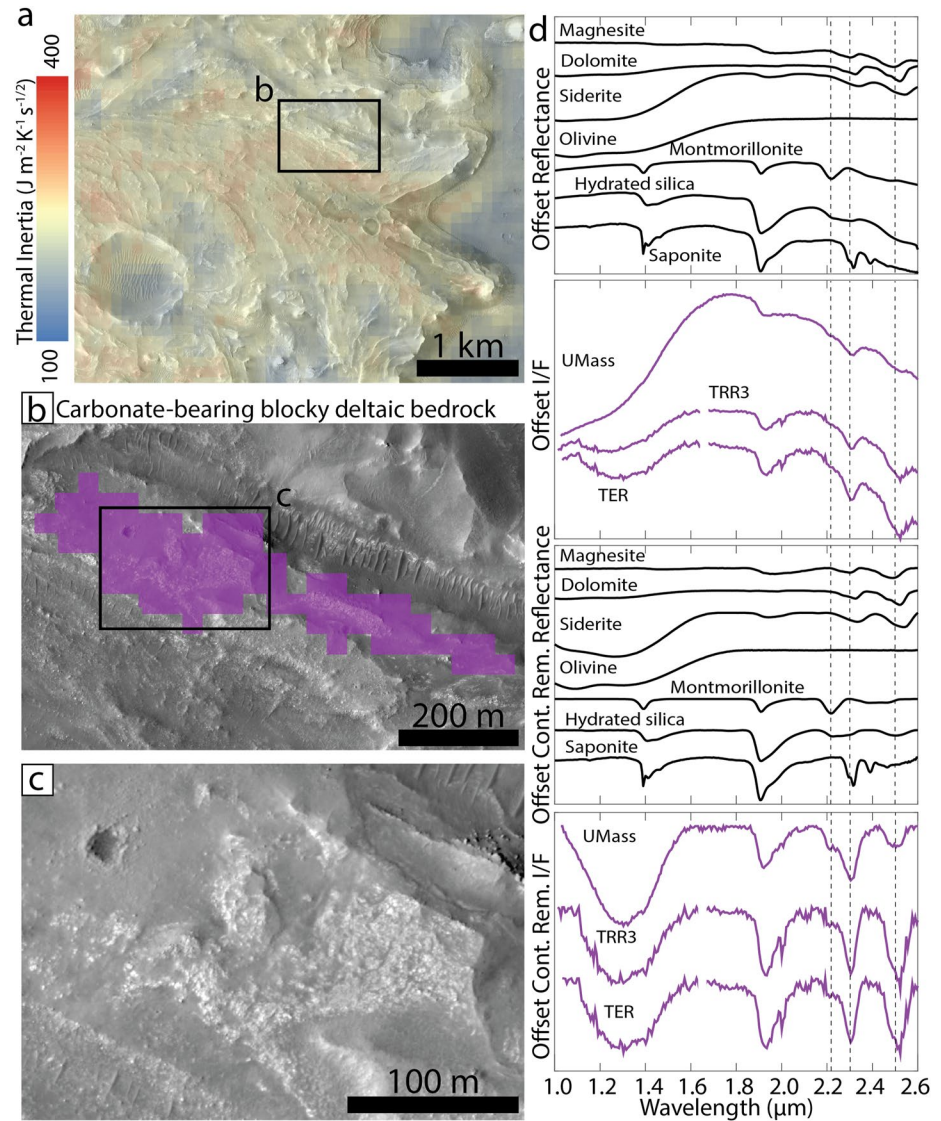 a
400
Thermal Inertia (J m-2 K-1 s-1/2)
100
b
1 km
b Carbonate-bearing blocky deltaic bedrock
c
200 m
c
100 m
d
Offset Reflectance
Magnesite
Dolomite
Siderite
Olivine
Montmorillonite
Hydrated silica
Saponite
Offset I/F
UMass
TRR3
TER
Offset Cont. Rem. Reflectance
Magnesite
Dolomite
Siderite
Olivine
Montmorillonite
Hydrated silica
Saponite
Offset Cont. Rem. I/F
UMass
TRR3
TER
1.0 1.2 1.4 1.6 1.8 2.0 2.2 2.4 2.6
Wavelength (μm)